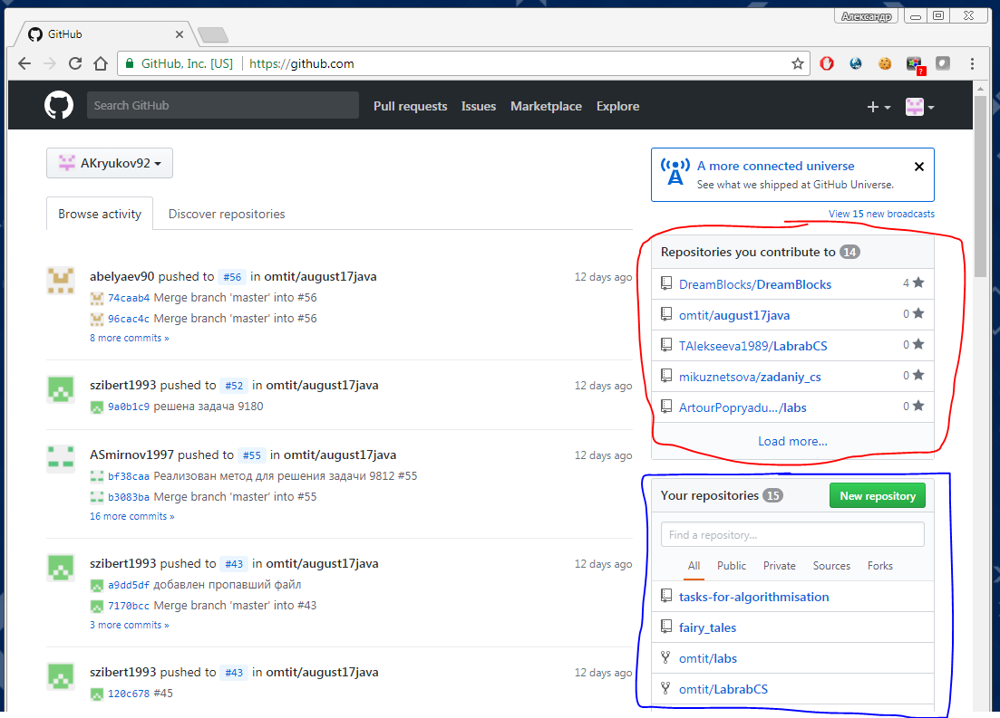 Александр
GitHub
GitHub, Inc. [US] https://github.com
?
Search GitHub
Pull requests Issues Marketplace Explore
AKryukov92
Browse activity Discover repositories
abelyaev90 pushed to #56 in omtit/august17java 12 days ago
74caab4 Merge branch 'master' into #56
96cac4c Merge branch 'master' into #56
8 more commits »
szibert1993 pushed to #52 in omtit/august17java 12 days ago
9a0b1c9 решена задача 9180
ASmirnov1997 pushed to #55 in omtit/august17java 12 days ago
bf38caa Реализован метод для решения задачи 9812 #55
b3083ba Merge branch 'master' into #55
16 more commits »
szibert1993 pushed to #43 in omtit/august17java 12 days ago
a9dd5df добавлен пропавший файл
7170bcc Merge branch 'master' into #43
3 more commits »
szibert1993 pushed to #43 in omtit/august17java 12 days ago
120c678 #45
A more connected universe
See what we shipped at GitHub Universe.
View 15 new broadcasts
Repositories you contribute to 14
DreamBlocks/DreamBlocks 4
omtit/august17java 0
TAlekseeva1989/LabrabCS 0
mikuznetsova/zadaniy_cs 0
ArtourPopryadu.../labs 0
Load more...
Your repositories 15 New repository
Find a repository...
All Public Private Sources Forks
tasks-for-algorithmisation
fairy_tales
omtit/labs
omtit/LabrabCS